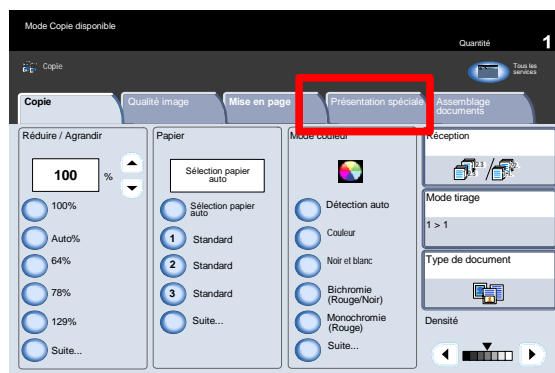 Mode Copie disponible
Quantité
1
Copie
Tous les
services
Copie
Qualité image
Mise en page
Présentation spéciale
Assemblage
documents
Réduire / Agrandir
100
%
100%
Auto%
64%
78%
129%
Suite...
Papier
Sélection papier
auto
Sélection papier
auto
1 Standard
2 Standard
3 Standard
Suite...
Mode couleur
Détection auto
Couleur
Noir et blanc
Bichromie
(Rouge/Noir)
Monochromie
(Rouge)
Suite...
Réception
Mode tirage
1 > 1
Type de document
Densité